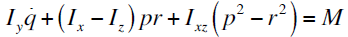 I_y q̇ + (I_x − I_z) pr + I_xz (p² − r²) = M